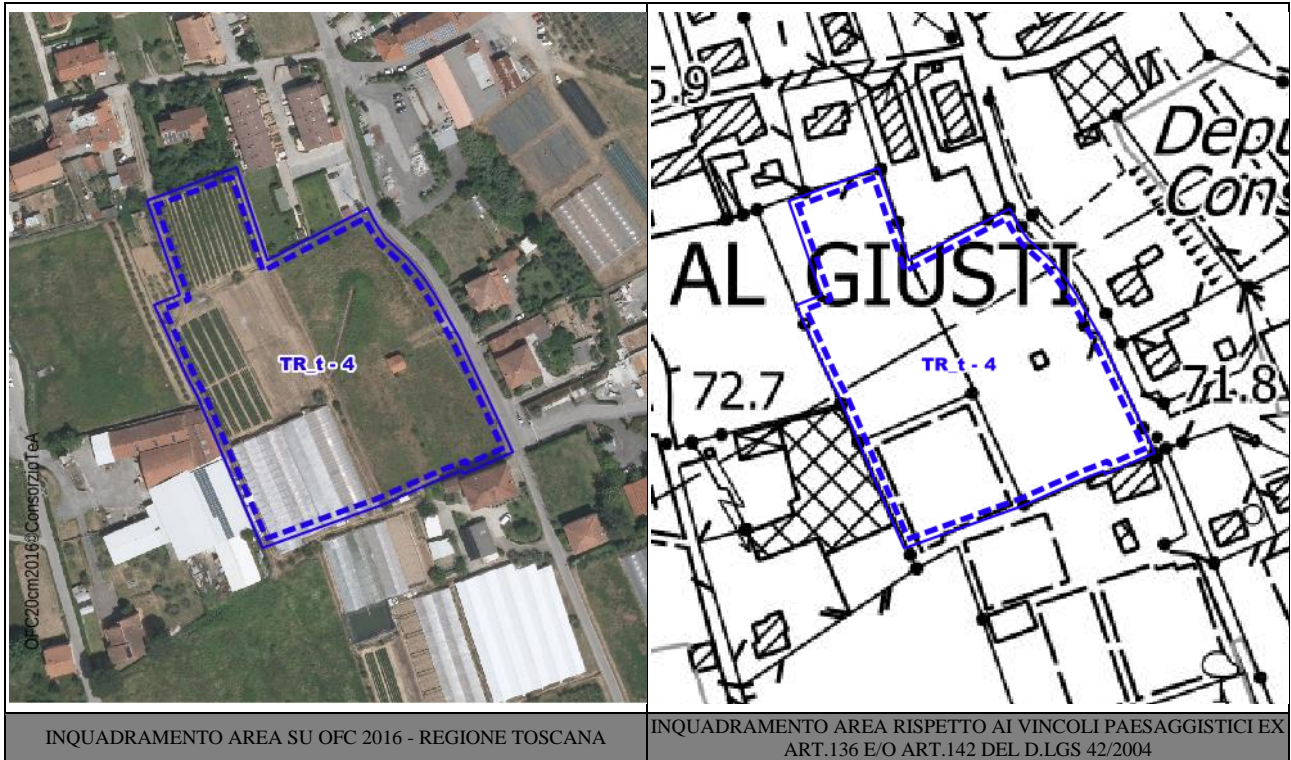 TR_t - 4
OFC20cm2016@ConsorzioTeA
5.9
Depu
Cons
AL GIUSTI
TR_t - 4
72.7
71.8
INQUADRAMENTO AREA SU OFC 2016 - REGIONE TOSCANA
INQUADRAMENTO AREA RISPETTO AI VINCOLI PAESAGGISTICI EX
ART.136 E/O ART.142 DEL D.LGS 42/2004